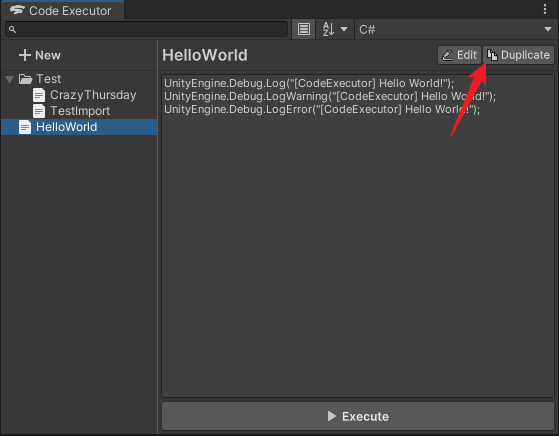 Code Executor
C#
New
HelloWorld
Edit
Duplicate
Test
CrazyThursday
TestImport
HelloWorld
UnityEngine.Debug.Log("[CodeExecutor] Hello World!");
UnityEngine.Debug.LogWarning("[CodeExecutor] Hello World!");
UnityEngine.Debug.LogError("[CodeExecutor] Hello World!");
Execute